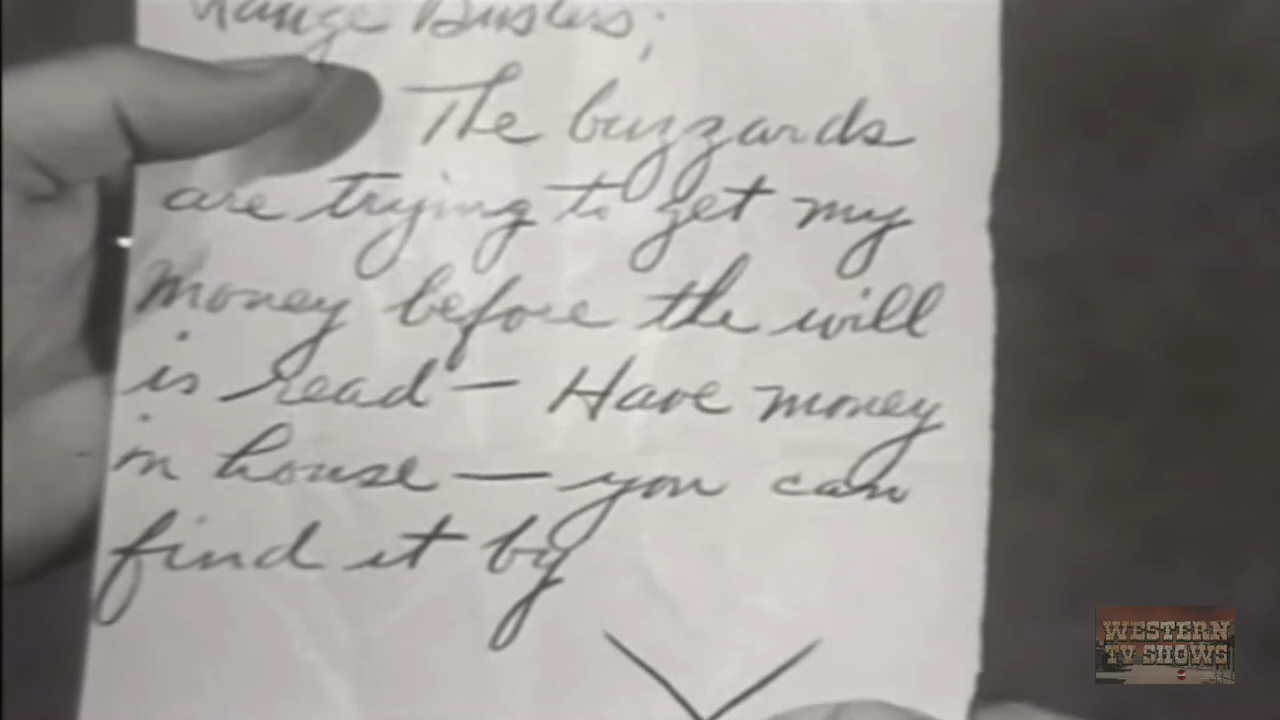 Range Busters;
The buzzards
are trying to get my
money before the will
is read — Have money
in house — you can
find it by
WESTERN
TV SHOWS